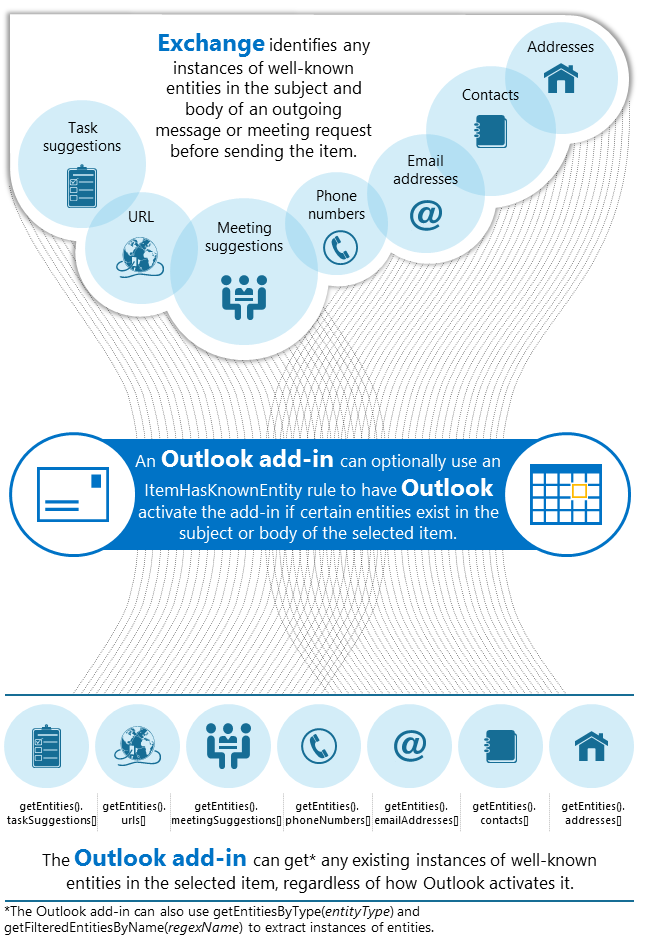 Exchange identifies any
instances of well-known
entities in the subject and
body of an outgoing
message or meeting request
before sending the item.
Task
suggestions
URL
Meeting
suggestions
Phone
numbers
Email
addresses
Contacts
Addresses
An Outlook add-in can optionally use an
ItemHasKnownEntity rule to have Outlook
activate the add-in if certain entities exist in the
subject or body of the selected item.
getEntities().
taskSuggestions[]
getEntities().
urls[]
getEntities().
meetingSuggestions[]
getEntities().
phoneNumbers[]
getEntities().
emailAddresses[]
getEntities().
contacts[]
getEntities().
addresses[]
The Outlook add-in can get* any existing instances of well-known
entities in the selected item, regardless of how Outlook activates it.
*The Outlook add-in can also use getEntitiesByType(entityType) and
getFilteredEntitiesByName(regexName) to extract instances of entities.